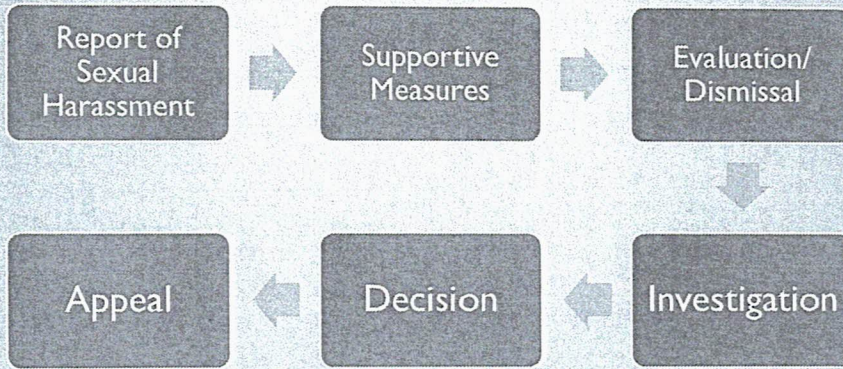 Report of
Sexual
Harassment
Supportive
Measures
Evaluation/
Dismissal
Investigation
Decision
Appeal